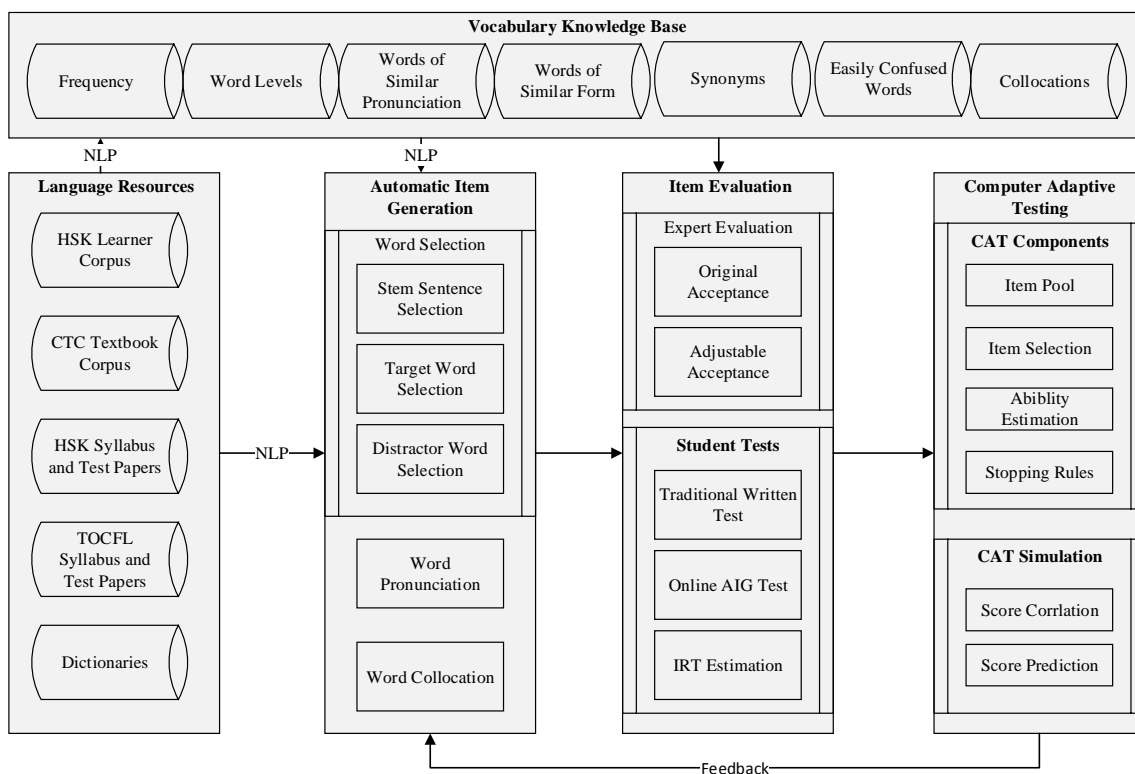 Vocabulary Knowledge Base
Frequency
Word Levels
Words of
Similar
Pronunciation
Words of
Similar Form
Synonyms
Easily Confused
Words
Collocations
NLP
NLP
Language Resources
HSK Learner
Corpus
CTC Textbook
Corpus
HSK Syllabus
and Test Papers
TOCFL
Syllabus and
Test Papers
Dictionaries
NLP
Automatic Item
Generation
Word Selection
Stem Sentence
Selection
Target Word
Selection
Distractor Word
Selection
Word
Pronunciation
Word Collocation
Item Evaluation
Expert Evaluation
Original
Acceptance
Adjustable
Acceptance
Student Tests
Traditional Written
Test
Online AIG Test
IRT Estimation
Computer Adaptive
Testing
CAT Components
Item Pool
Item Selection
Abiblity
Estimation
Stopping Rules
CAT Simulation
Score Corrlation
Score Prediction
Feedback